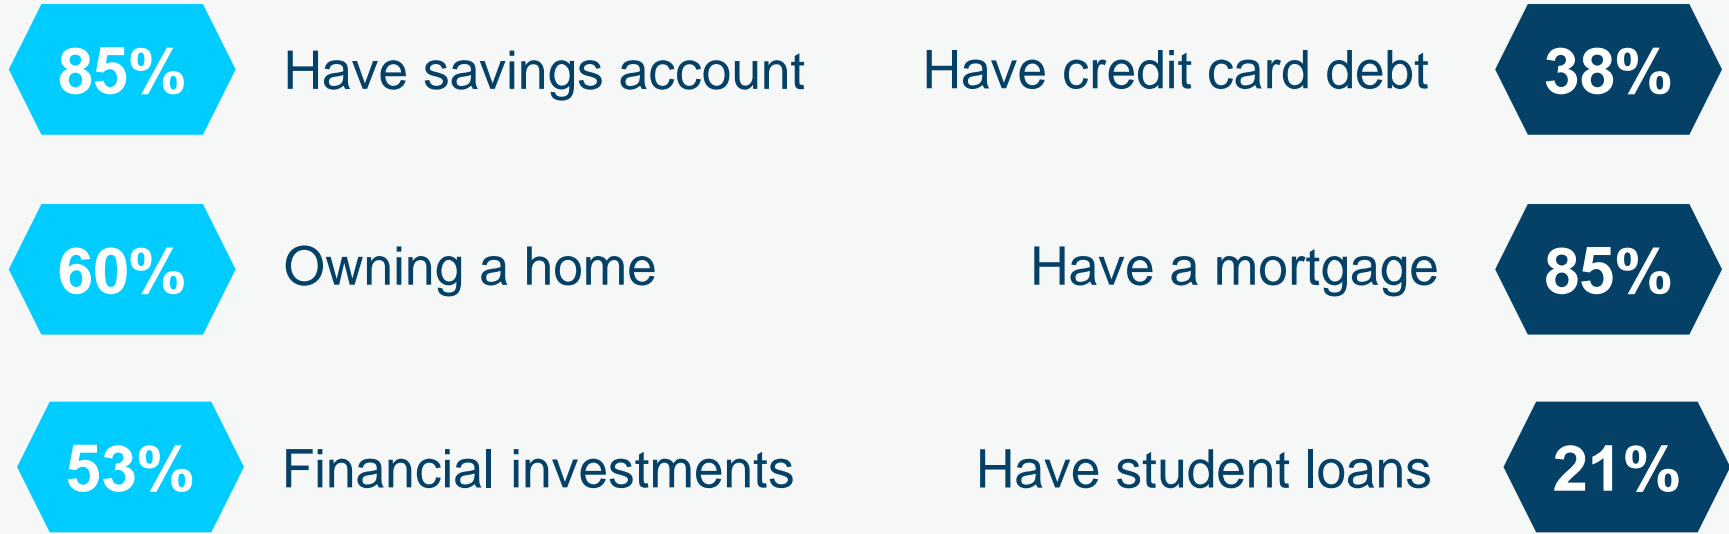 85% Have savings account Have credit card debt 38%
60% Owning a home Have a mortgage 85%
53% Financial investments Have student loans 21%